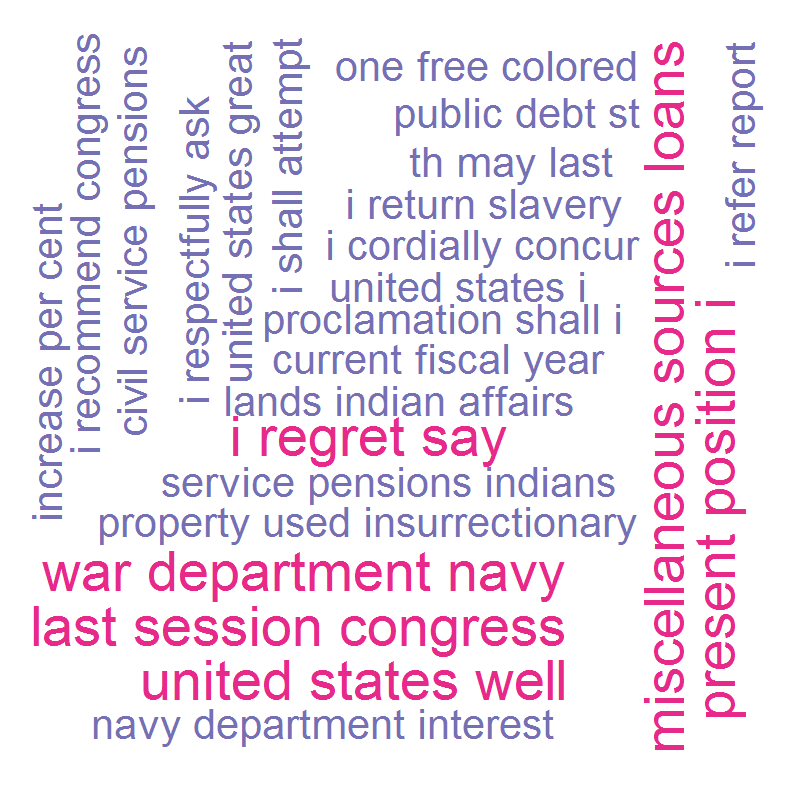 increase per cent
i recommend congress
civil service pensions
i respectfully ask
united states great
i shall attempt
one free colored
public debt st
th may last
i return slavery
i cordially concur
united states i
proclamation shall i
current fiscal year
lands indian affairs
i regret say
service pensions indians
property used insurrectionary
war department navy
last session congress
united states well
navy department interest
miscellaneous sources loans
present position i
i refer report